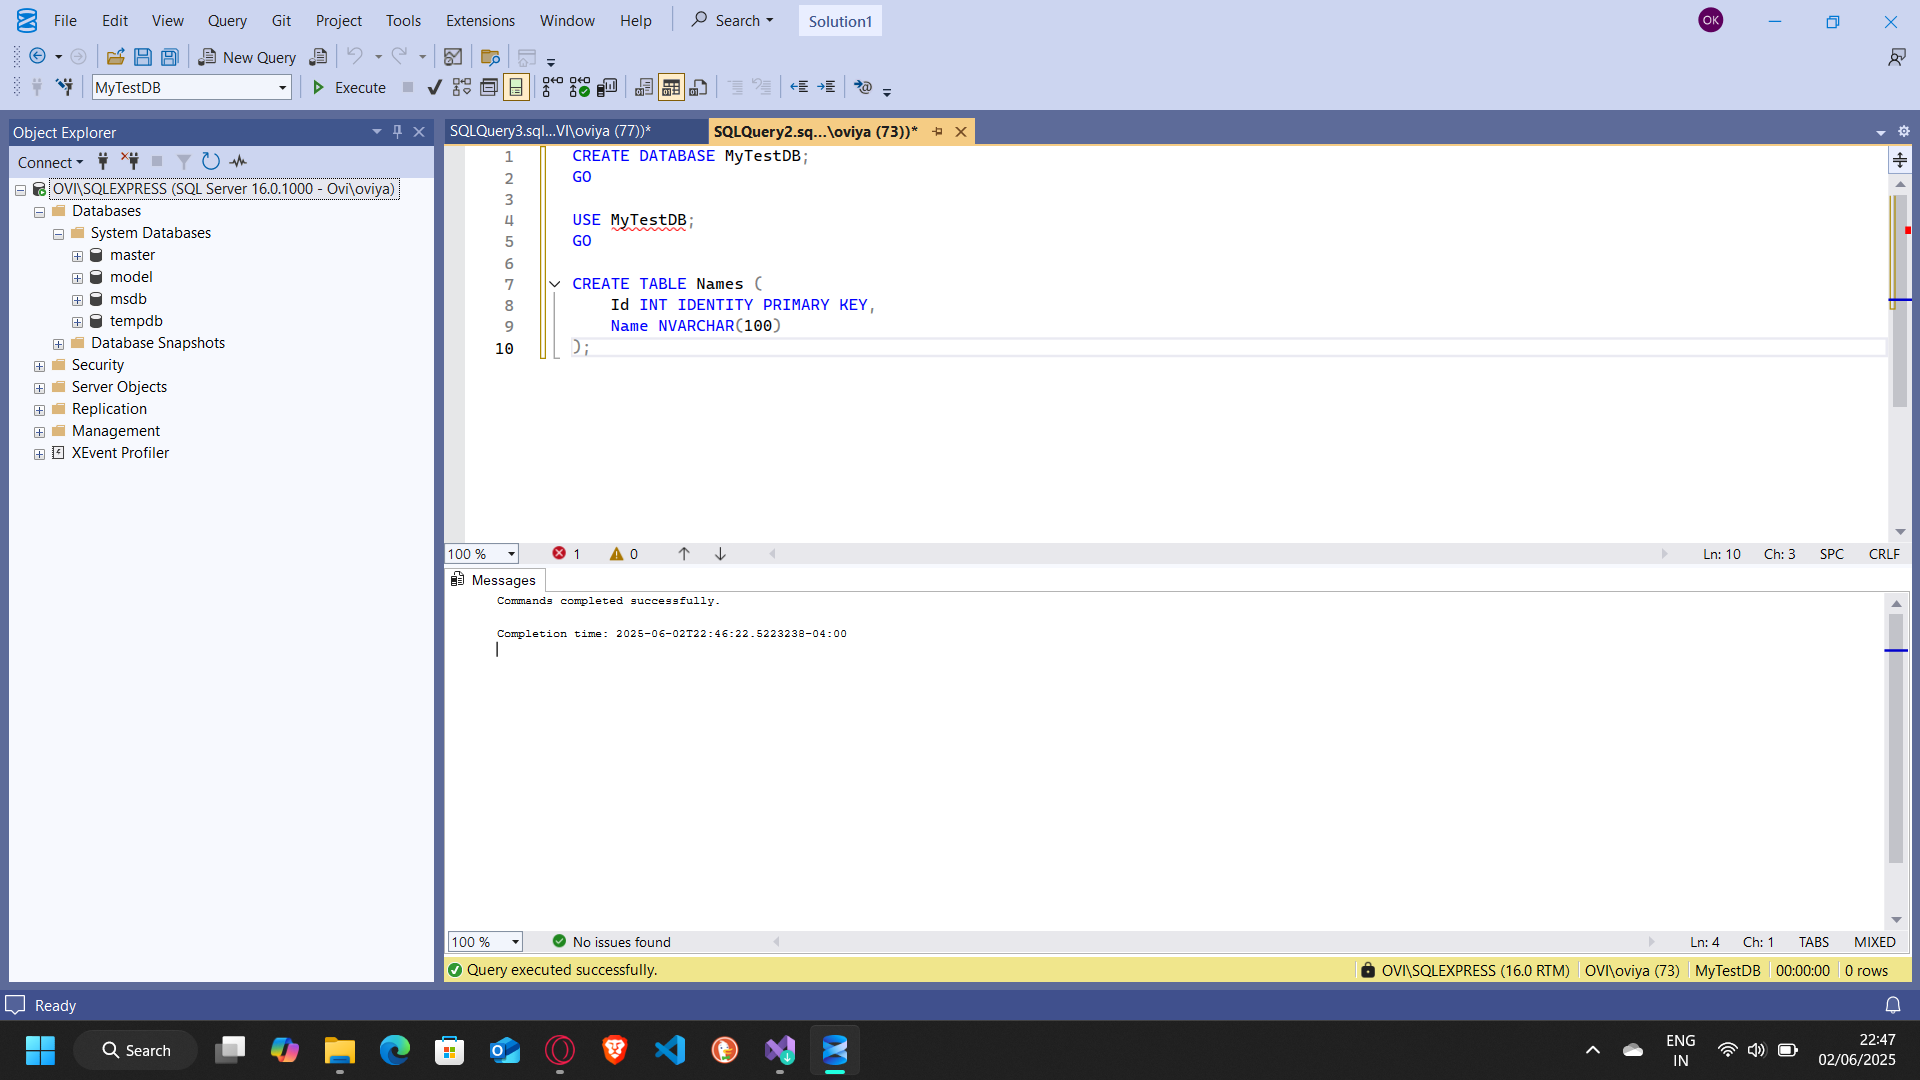 File Edit View Query Git Project Tools Extensions Window Help Search Solution1 OK
New Query
MyTestDB Execute
Object Explorer
Connect
OVI\SQLEXPRESS (SQL Server 16.0.1000 - Ovi\oviya)
Databases
System Databases
master
model
msdb
tempdb
Database Snapshots
Security
Server Objects
Replication
Management
XEvent Profiler
SQLQuery3.sql...VI\oviya (77))* SQLQuery2.sq...\oviya (73))*
1 CREATE DATABASE MyTestDB;
2 GO
3
4 USE MyTestDB;
5 GO
6
7 CREATE TABLE Names (
8 Id INT IDENTITY PRIMARY KEY,
9 Name NVARCHAR(100)
10 );
100 % 1 0 Ln: 10 Ch: 3 SPC CRLF
Messages
Commands completed successfully.
Completion time: 2025-06-02T22:46:22.5223238-04:00
100 % No issues found Ln: 4 Ch: 1 TABS MIXED
Query executed successfully. OVI\SQLEXPRESS (16.0 RTM) OVI\oviya (73) MyTestDB 00:00:00 0 rows
Ready
Search ENG IN 22:47
02/06/2025